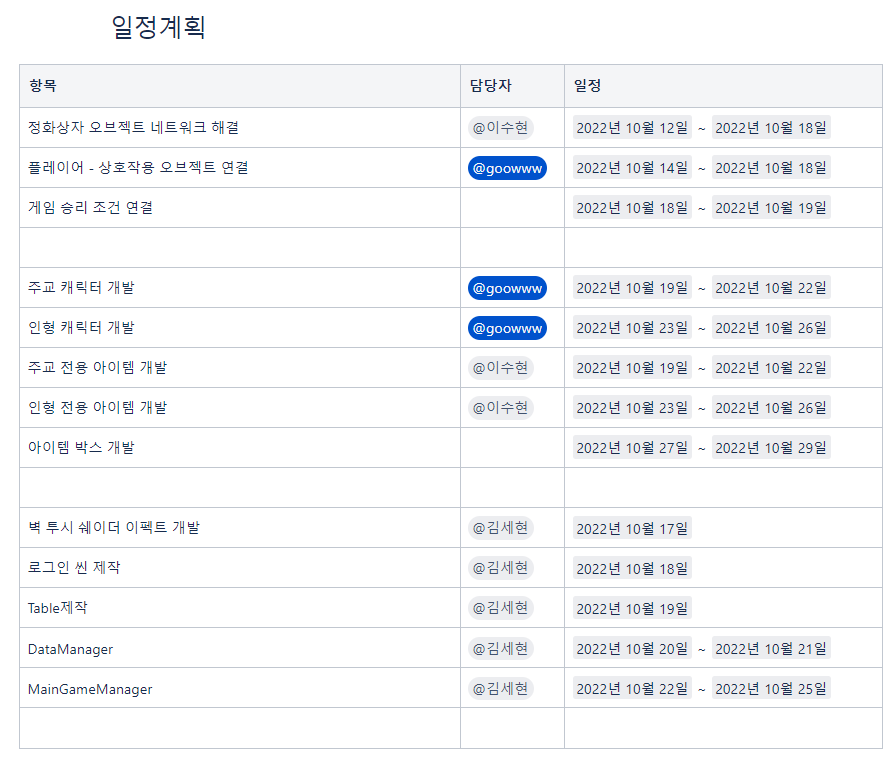 일정계획
항목 담당자 일정
정화상자 오브젝트 네트워크 해결 @이수현 2022년 10월 12일 ~ 2022년 10월 18일
플레이어 - 상호작용 오브젝트 연결 @goowww 2022년 10월 14일 ~ 2022년 10월 18일
게임 승리 조건 연결 2022년 10월 18일 ~ 2022년 10월 19일
주교 캐릭터 개발 @goowww 2022년 10월 19일 ~ 2022년 10월 22일
인형 캐릭터 개발 @goowww 2022년 10월 23일 ~ 2022년 10월 26일
주교 전용 아이템 개발 @이수현 2022년 10월 19일 ~ 2022년 10월 22일
인형 전용 아이템 개발 @이수현 2022년 10월 23일 ~ 2022년 10월 26일
아이템 박스 개발 2022년 10월 27일 ~ 2022년 10월 29일
벽 투시 쉐이더 이펙트 개발 @김세현 2022년 10월 17일
로그인 씬 제작 @김세현 2022년 10월 18일
Table제작 @김세현 2022년 10월 19일
DataManager @김세현 2022년 10월 20일 ~ 2022년 10월 21일
MainGameManager @김세현 2022년 10월 22일 ~ 2022년 10월 25일